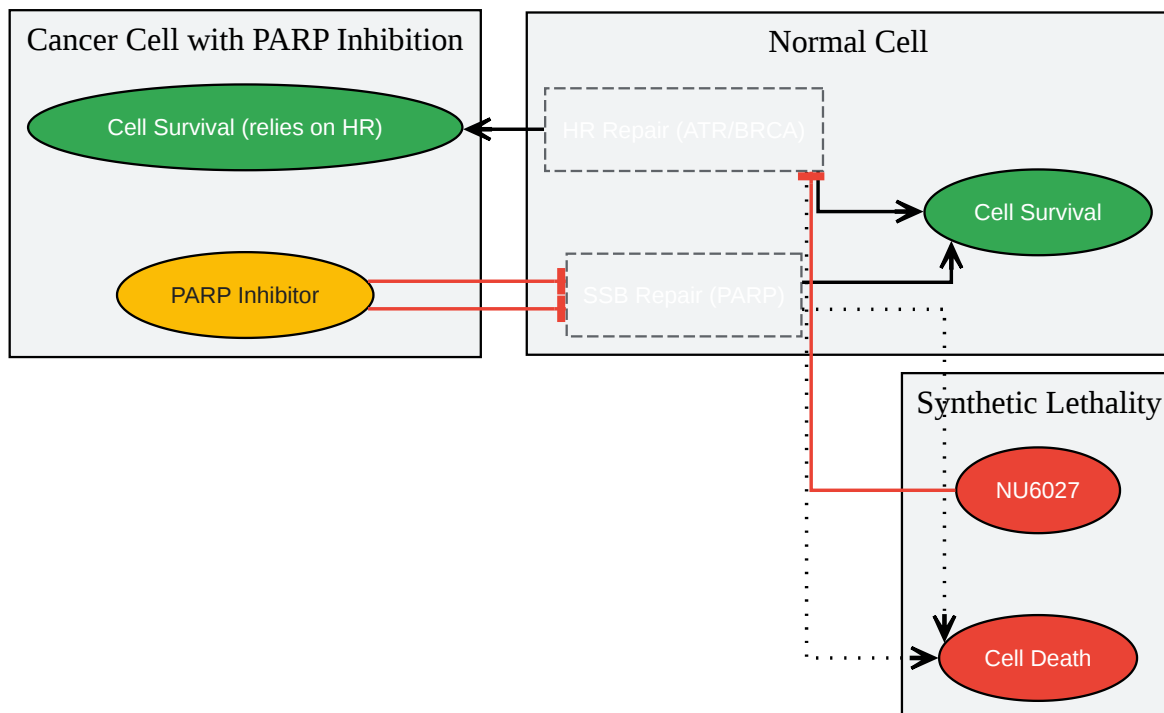 Cancer Cell with PARP Inhibition
Cell Survival (relies on HR)
PARP Inhibitor
Normal Cell
HR Repair (ATR/BRCA)
Cell Survival
SSB Repair (PARP)
Synthetic Lethality
NU6027
Cell Death